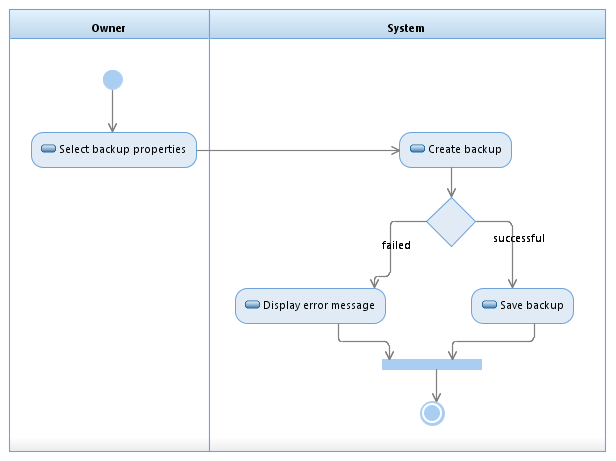 Owner
System
Select backup properties
Create backup
failed
successful
Display error message
Save backup